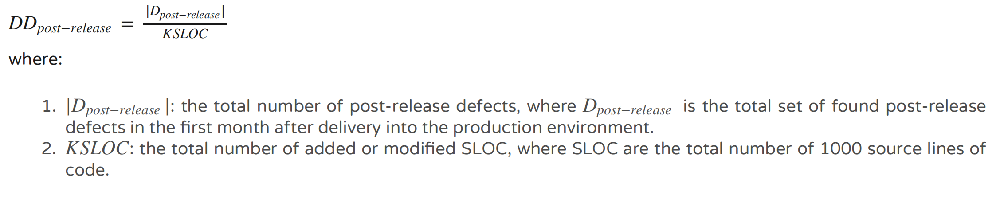 DD_{post−release} = \frac{|D_{post−release}|}{KSLOC}
where:
1. |D_{post−release} |: the total number of post-release defects, where D_{post−release} is the total set of found post-release
defects in the first month after delivery into the production environment.
2. KSLOC: the total number of added or modified SLOC, where SLOC are the total number of 1000 source lines of
code.